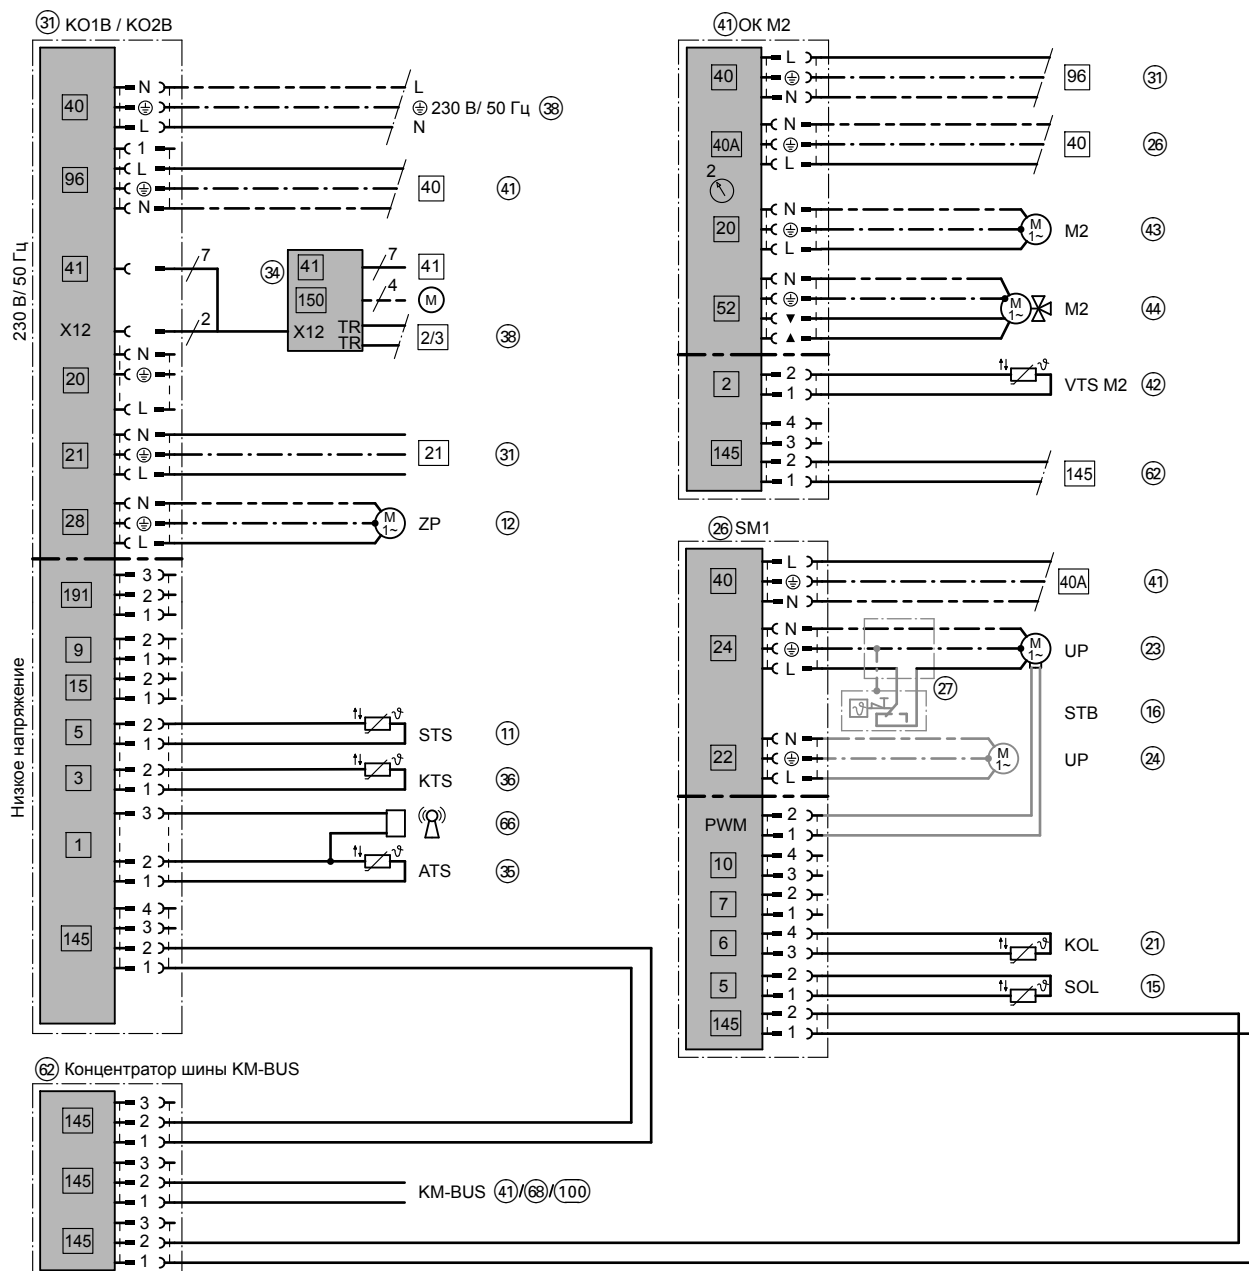 31 KO1B / KO2B
230 В/ 50 Гц
Низкое напряжение
40
N
L
L
230 В/ 50 Гц 38
N
96
1
L
N
40 41
41
7
X12
2
34
41
150
X12
TR
TR
7
41
4
M
2/3 38
20
N
L
21
N
L
21 31
28
N
L
M
1~
ZP 12
191
3
2
1
9
2
1
15
2
1
5
2
1
ϑ
STS 11
3
2
1
ϑ
KTS 36
1
3
66
2
1
ϑ
ATS 35
145
4
3
2
1
62 Концентратор шины KM-BUS
145
3
2
1
145
3
2
1
KM-BUS 41/68/100
145
3
2
1
41 ОК M2
40
L
N
96 31
40A
N
L
40 26
2
20
N
L
M
1~
M2 43
52
N
▼
▲
M
1~
M2 44
2
2
1
ϑ
VTS M2 42
145
4
3
2
1
145 62
26 SM1
40
L
N
40A 41
24
N
L
M
1~
UP 23
27
ϑ
STB 16
22
N
L
M
1~
UP 24
PWM
2
1
10
4
3
7
2
1
6
4
3
ϑ
KOL 21
5
2
1
ϑ
SOL 15
145
2
1